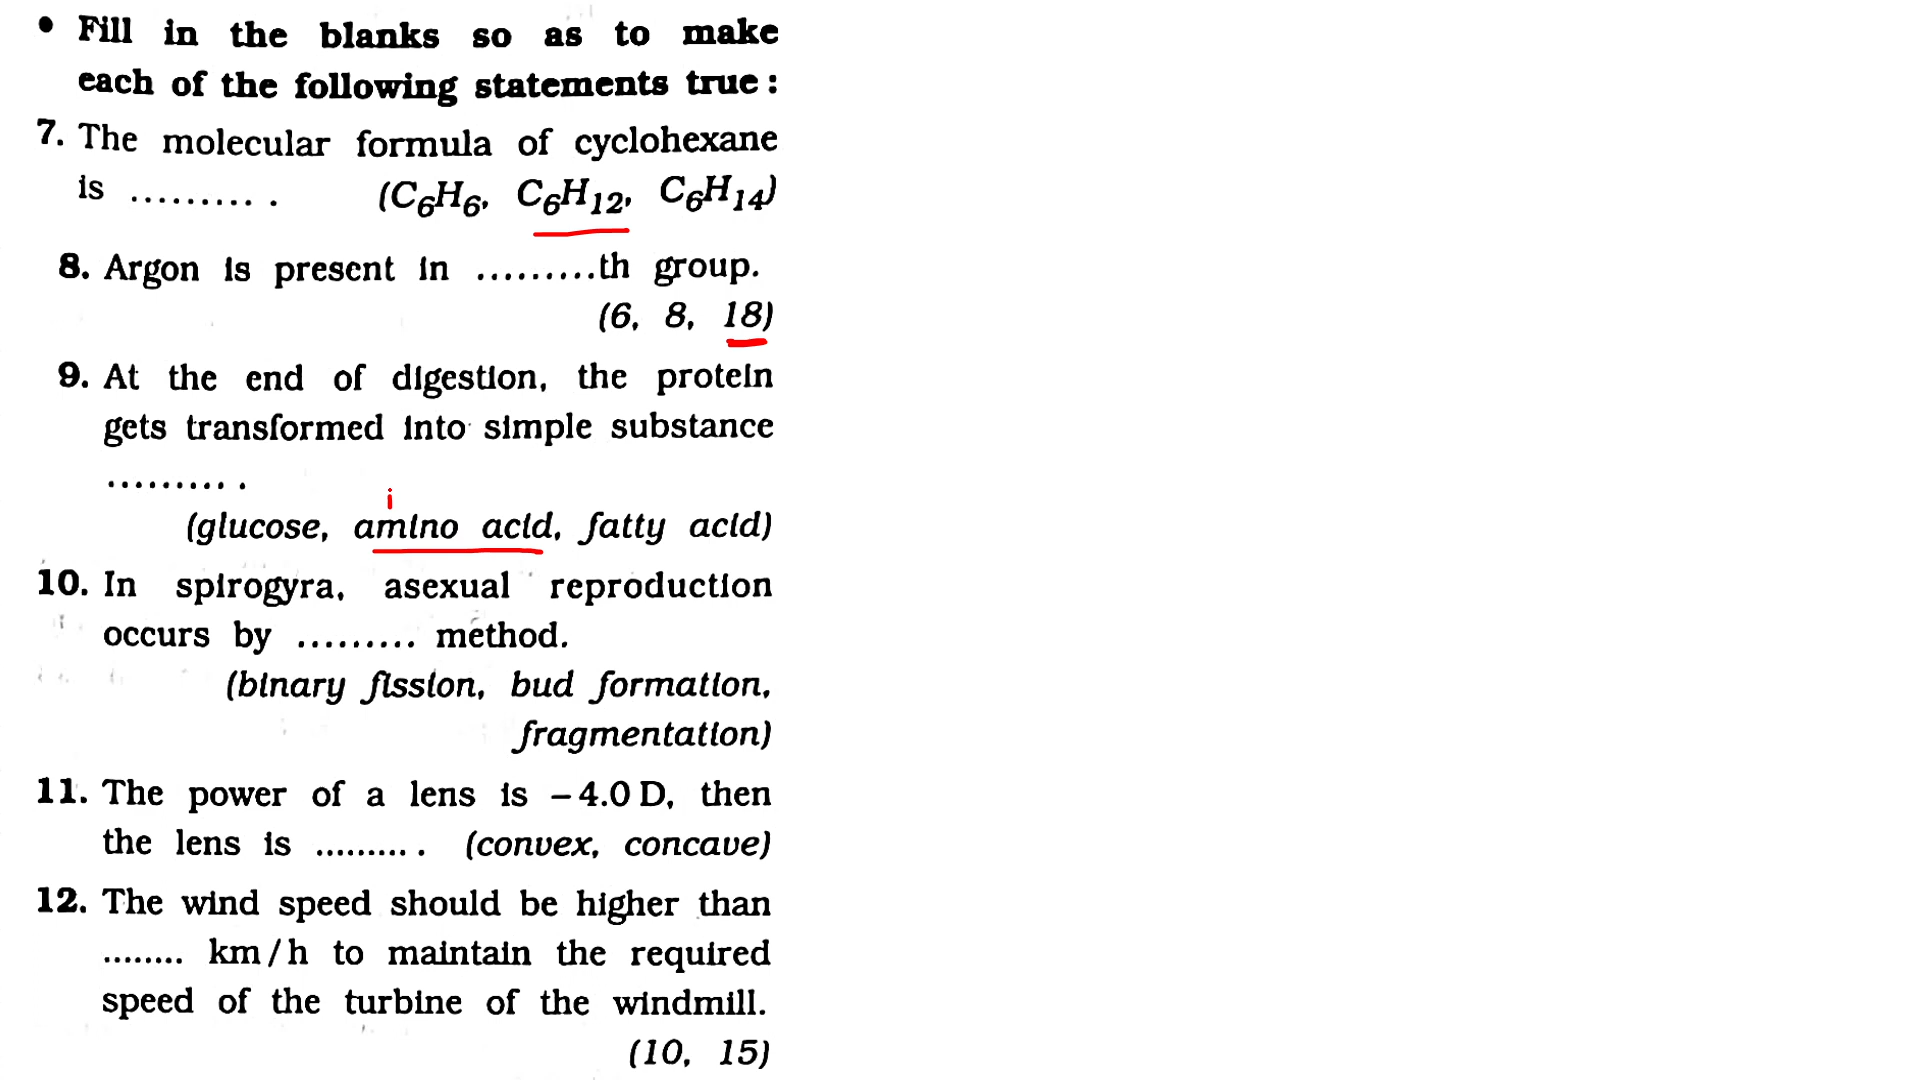 • Fill in the blanks so as to make
each of the following statements true :
7. The molecular formula of cyclohexane
is .......... . (C₆H₆, C₆H₁₂, C₆H₁₄)
8. Argon is present in .........th group.
(6, 8, 18)
9. At the end of digestion, the protein
gets transformed into simple substance
.......... .
i
(glucose, amino acid, fatty acid)
10. In spirogyra, asexual reproduction
occurs by ......... method.
(binary fission, bud formation,
fragmentation)
11. The power of a lens is –4.0 D, then
the lens is ......... . (convex, concave)
12. The wind speed should be higher than
........ km/h to maintain the required
speed of the turbine of the windmill.
(10, 15)